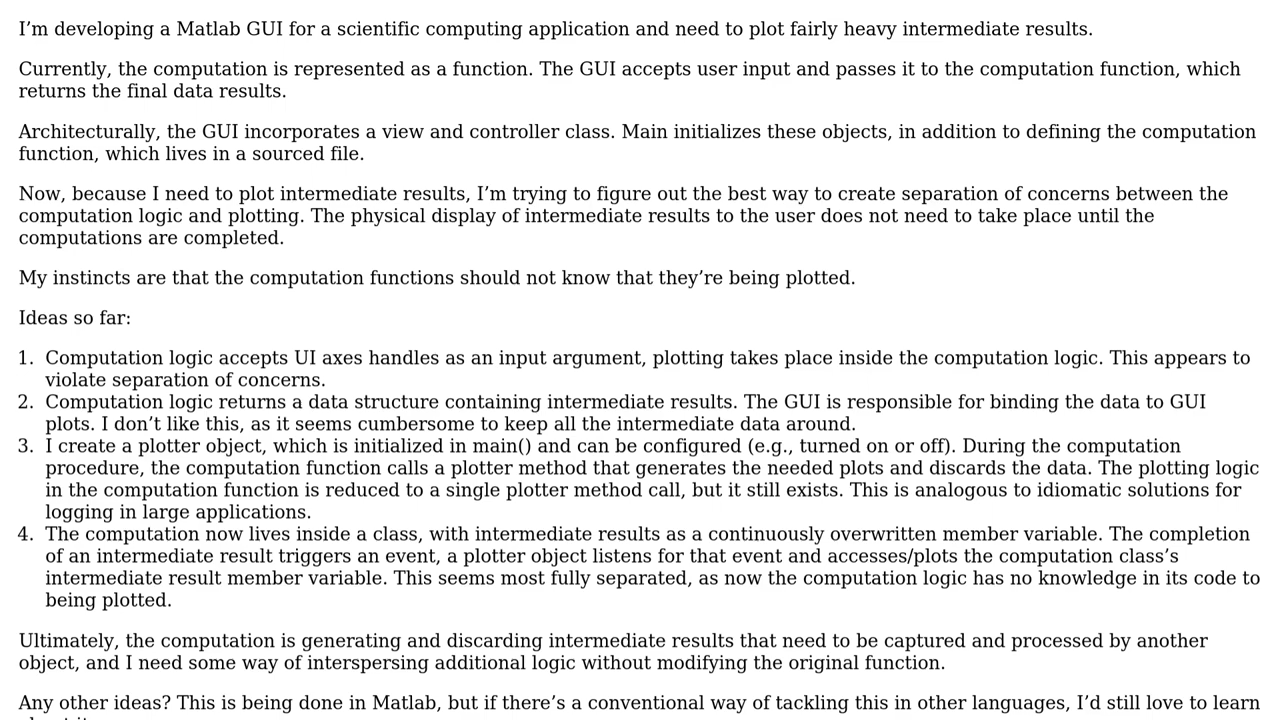 I’m developing a Matlab GUI for a scientific computing application and need to plot fairly heavy intermediate results.
Currently, the computation is represented as a function. The GUI accepts user input and passes it to the computation function, which
returns the final data results.
Architecturally, the GUI incorporates a view and controller class. Main initializes these objects, in addition to defining the computation
function, which lives in a sourced file.
Now, because I need to plot intermediate results, I’m trying to figure out the best way to create separation of concerns between the
computation logic and plotting. The physical display of intermediate results to the user does not need to take place until the
computations are completed.
My instincts are that the computation functions should not know that they’re being plotted.
Ideas so far:
1. Computation logic accepts UI axes handles as an input argument, plotting takes place inside the computation logic. This appears to
violate separation of concerns.
2. Computation logic returns a data structure containing intermediate results. The GUI is responsible for binding the data to GUI
plots. I don’t like this, as it seems cumbersome to keep all the intermediate data around.
3. I create a plotter object, which is initialized in main() and can be configured (e.g., turned on or off). During the computation
procedure, the computation function calls a plotter method that generates the needed plots and discards the data. The plotting logic
in the computation function is reduced to a single plotter method call, but it still exists. This is analogous to idiomatic solutions for
logging in large applications.
4. The computation now lives inside a class, with intermediate results as a continuously overwritten member variable. The completion
of an intermediate result triggers an event, a plotter object listens for that event and accesses/plots the computation class’s
intermediate result member variable. This seems most fully separated, as now the computation logic has no knowledge in its code to
being plotted.
Ultimately, the computation is generating and discarding intermediate results that need to be captured and processed by another
object, and I need some way of interspersing additional logic without modifying the original function.
Any other ideas? This is being done in Matlab, but if there’s a conventional way of tackling this in other languages, I’d still love to learn